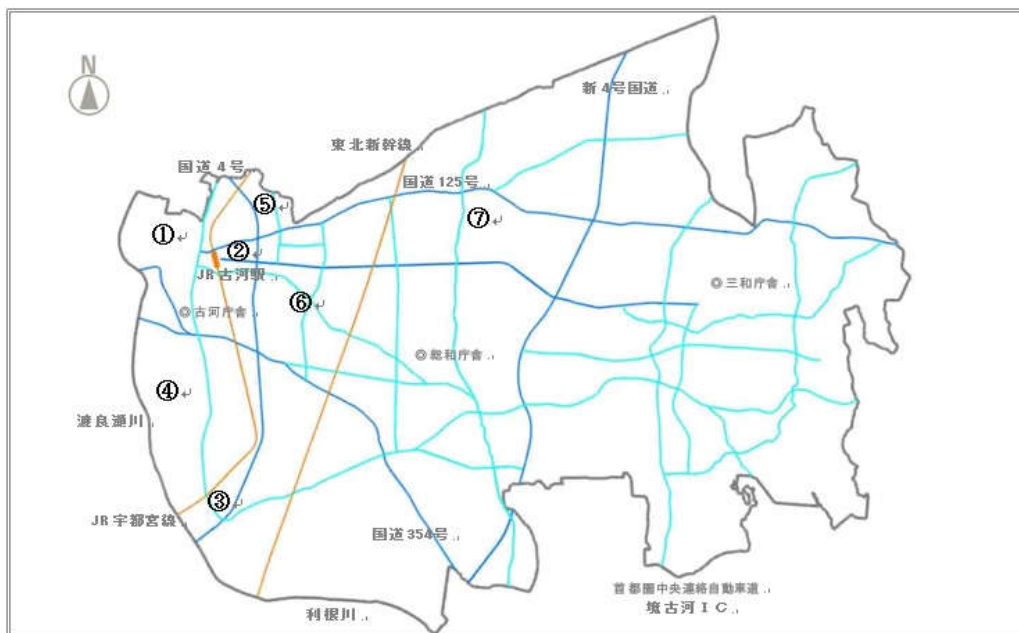 N
新4号国道
東北新幹線
国道4号
国道125号
⑤
⑦
①
②
JR古河駅
◎三和庁舎
⑥
◎古河庁舎
◎総和庁舎
④
渡良瀬川
③
JR宇都宮線
国道354号
首都圏中央連絡自動車道
境古河IC
利根川